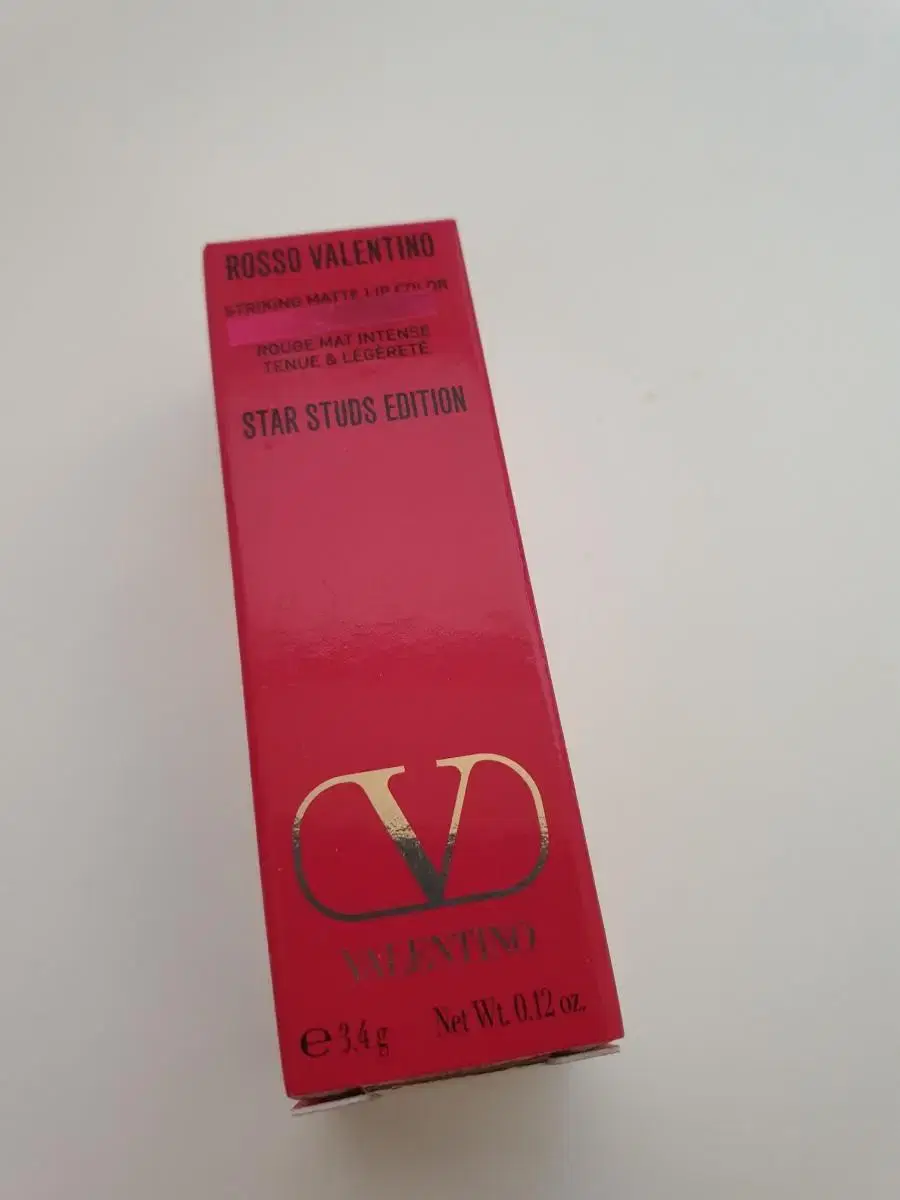 ROSSO VALENTINO
STRIKING MATTE LIP COLOR
ROUGE MAT INTENSE
TENUE & LÉGÈRETÉ
STAR STUDS EDITION
V
VALENTINO
℮ 3.4 g Net Wt. 0.12 oz.